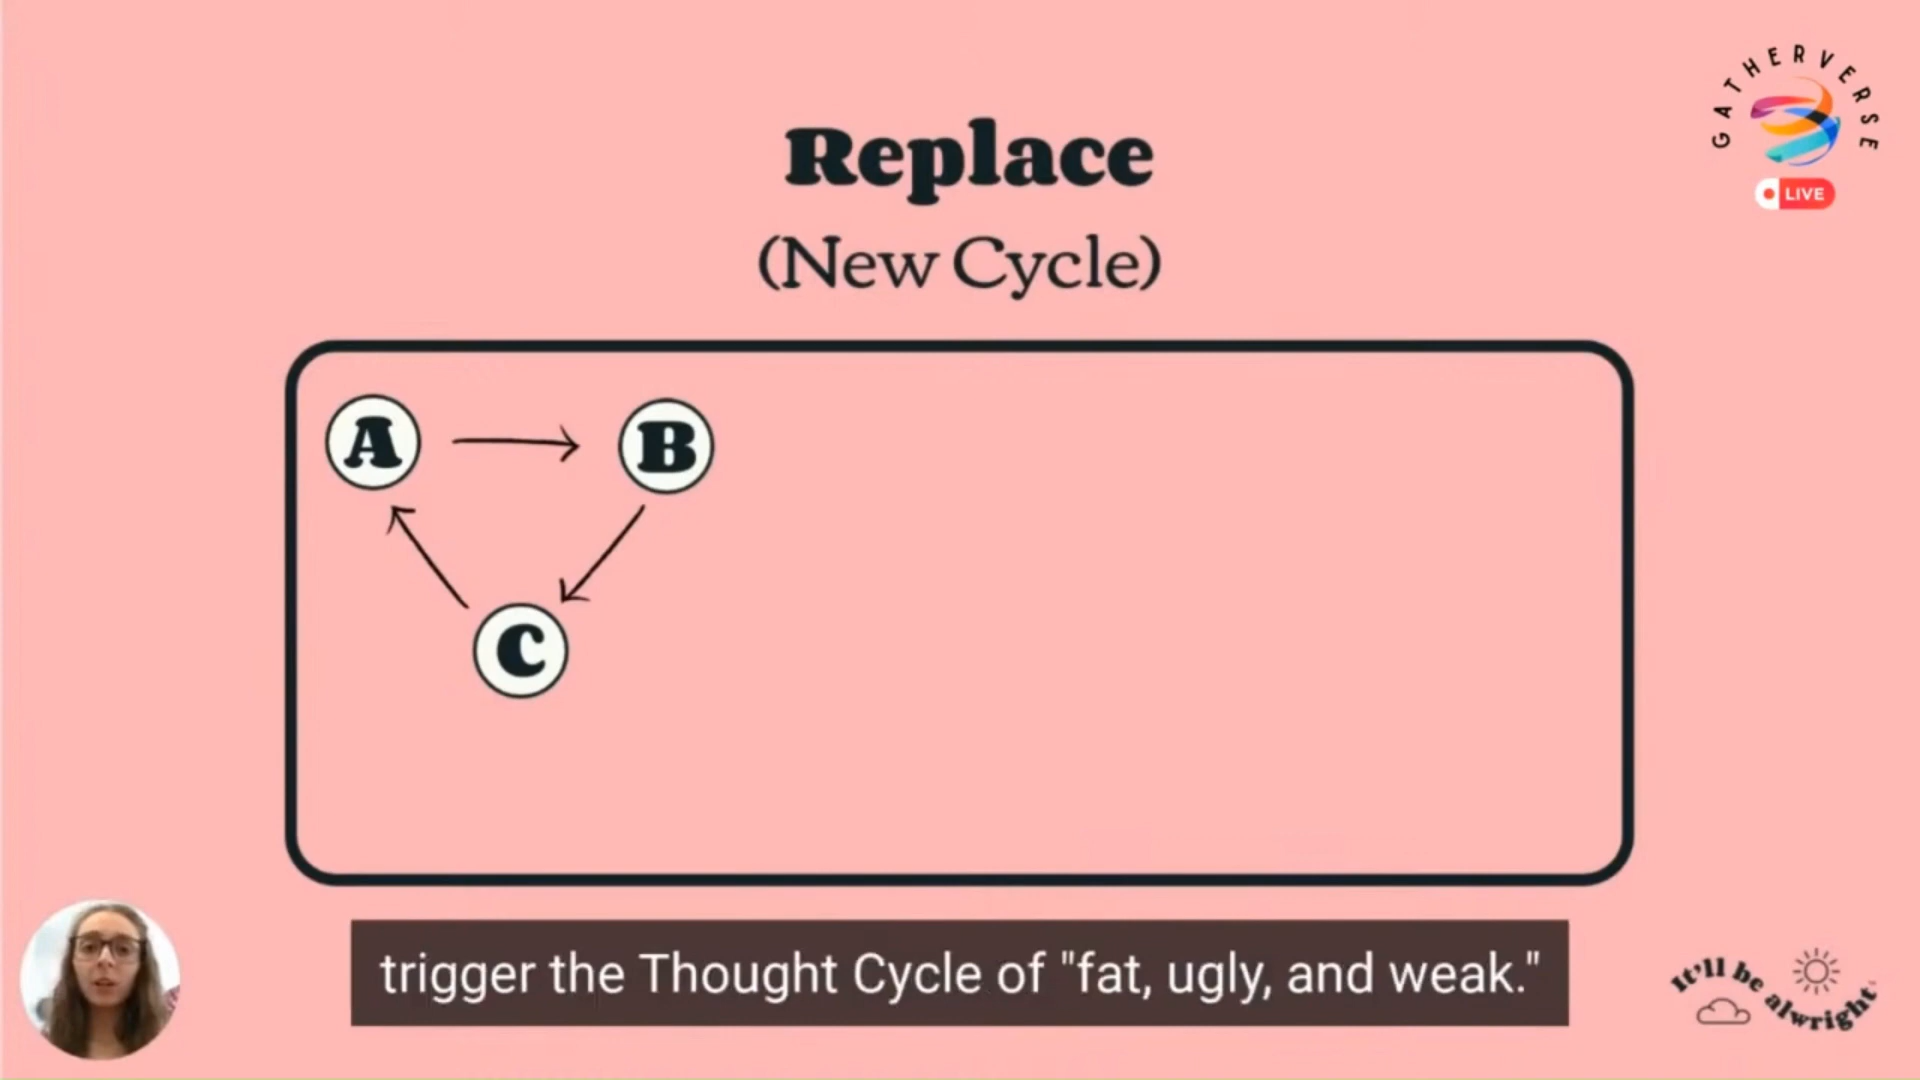 GATHERVERSE
LIVE
Replace
(New Cycle)
A
B
C
trigger the Thought Cycle of "fat, ugly, and weak."
It'll be alwright